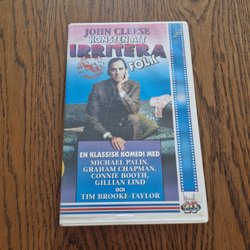 JOHN CLEESE
KONSTEN ATT
IRRITERA
FOLK
EN KLASSISK KOMEDI MED
MICHAEL PALIN,
GRAHAM CHAPMAN,
CONNIE BOOTH,
GILLIAN LIND
OCH
TIM BROOKE-TAYLOR